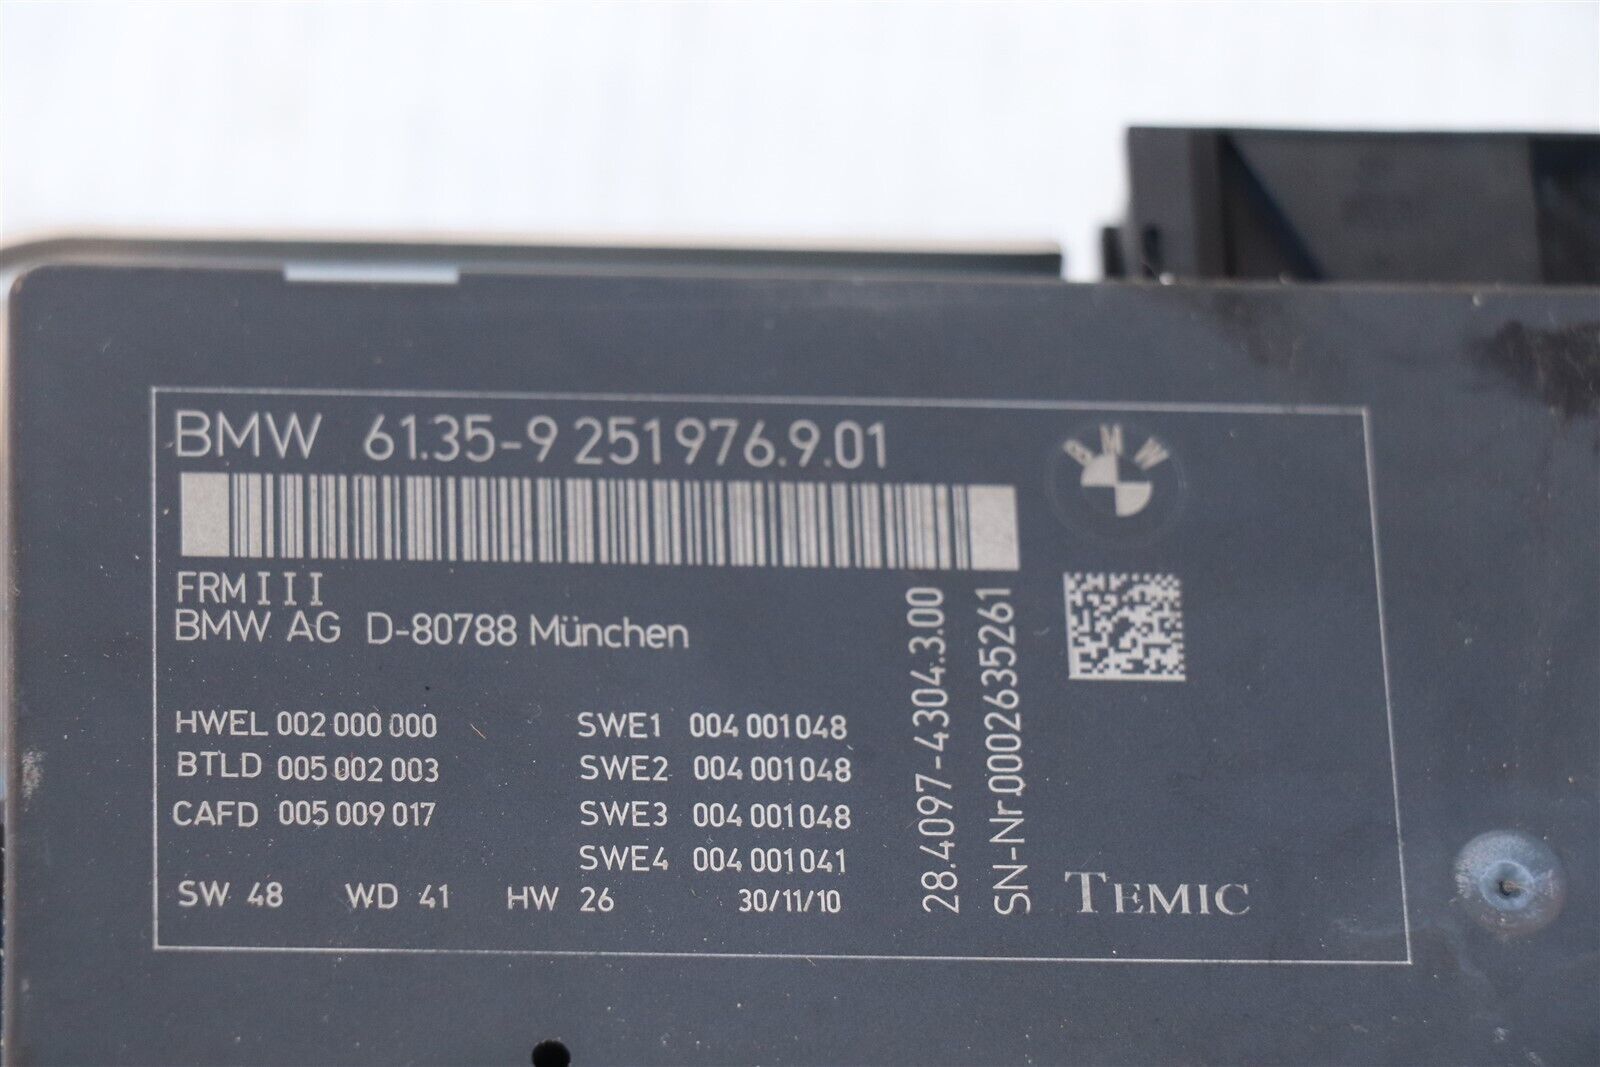 BMW 61.35-9 251976.9.01
BMW
FRM III
BMW AG D-80788 München
HWEL 002 000 000 SWE1 004 001048
BTLD 005 002 003 SWE2 004 001048
CAFD 005 009 017 SWE3 004 001048
SWE4 004 001041
SW 48 WD 41 HW 26 30/11/10
28.4097-4304.3.00
SN-Nr.0002635261
TEMIC